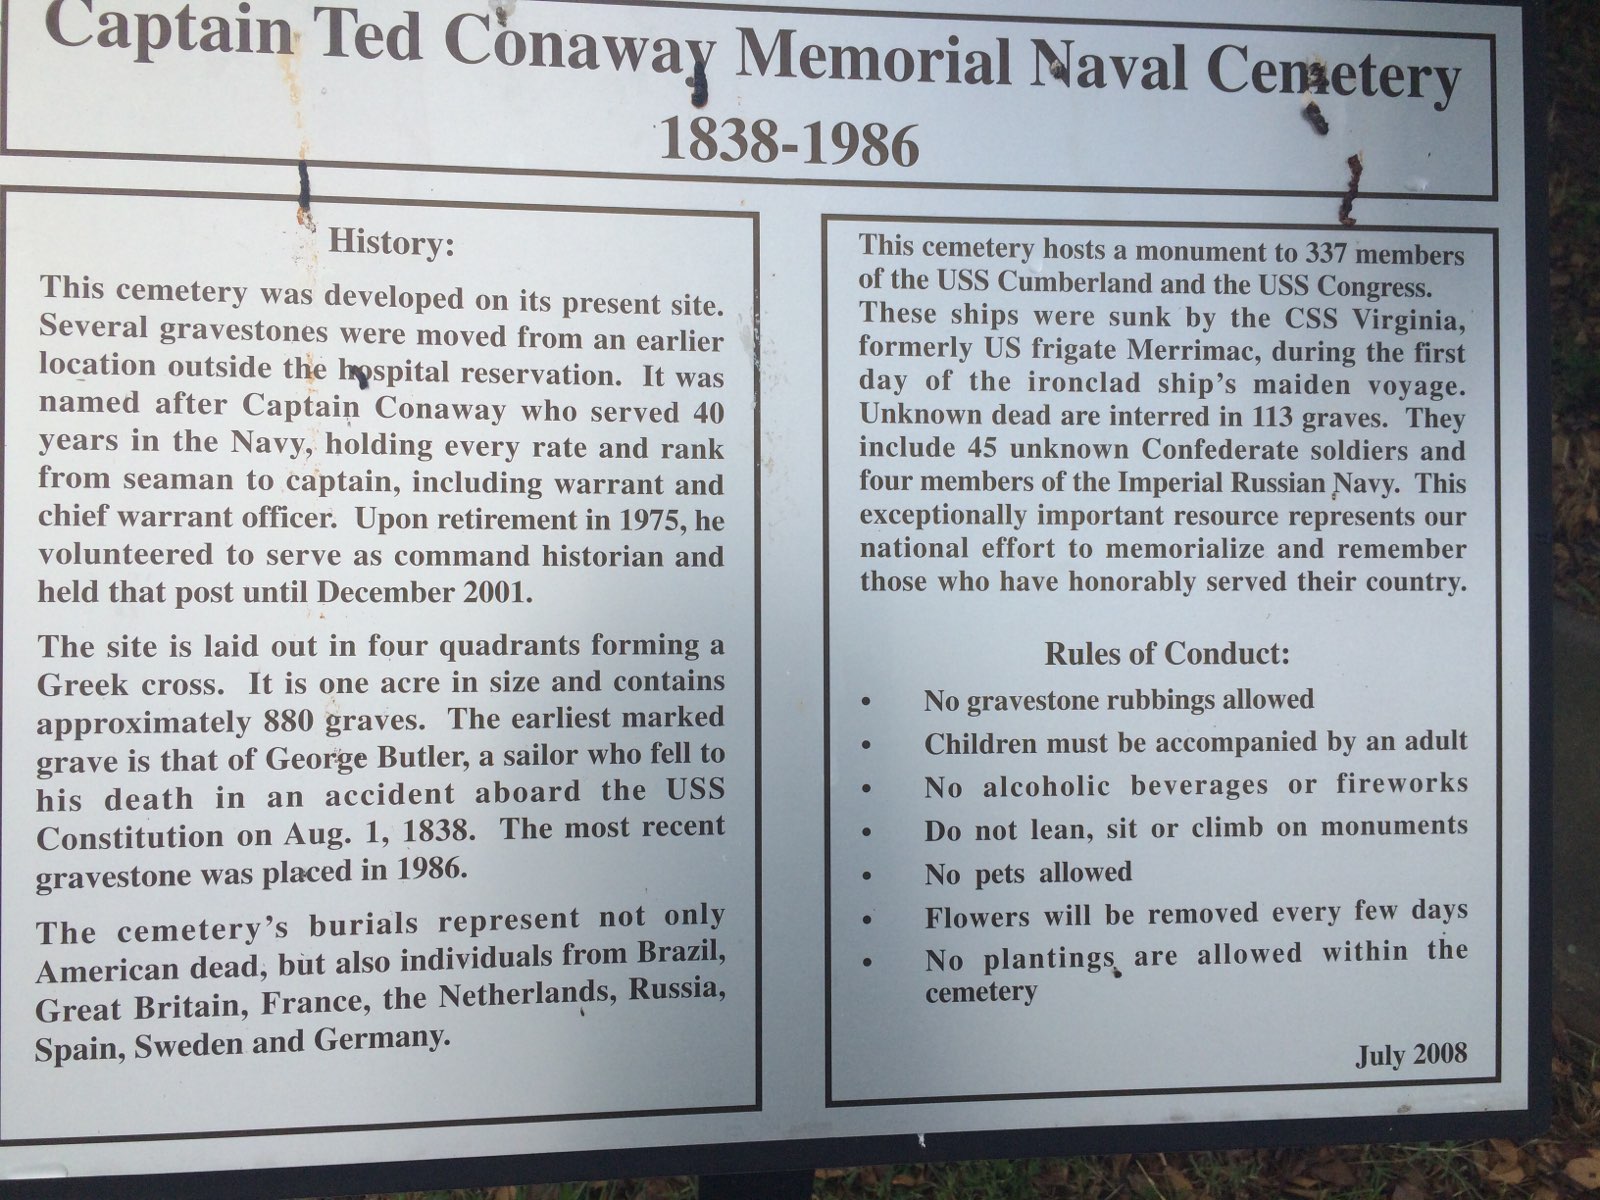 Captain Ted Conaway Memorial Naval Cemetery
1838-1986
History:
This cemetery was developed on its present site.
Several gravestones were moved from an earlier
location outside the hospital reservation. It was
named after Captain Conaway who served 40
years in the Navy, holding every rate and rank
from seaman to captain, including warrant and
chief warrant officer. Upon retirement in 1975, he
volunteered to serve as command historian and
held that post until December 2001.
The site is laid out in four quadrants forming a
Greek cross. It is one acre in size and contains
approximately 880 graves. The earliest marked
grave is that of George Butler, a sailor who fell to
his death in an accident aboard the USS
Constitution on Aug. 1, 1838. The most recent
gravestone was placed in 1986.
The cemetery's burials represent not only
American dead, but also individuals from Brazil,
Great Britain, France, the Netherlands, Russia,
Spain, Sweden and Germany.
This cemetery hosts a monument to 337 members
of the USS Cumberland and the USS Congress.
These ships were sunk by the CSS Virginia,
formerly US frigate Merrimac, during the first
day of the ironclad ship's maiden voyage.
Unknown dead are interred in 113 graves. They
include 45 unknown Confederate soldiers and
four members of the Imperial Russian Navy. This
exceptionally important resource represents our
national effort to memorialize and remember
those who have honorably served their country.
Rules of Conduct:
• No gravestone rubbings allowed
• Children must be accompanied by an adult
• No alcoholic beverages or fireworks
• Do not lean, sit or climb on monuments
• No pets allowed
• Flowers will be removed every few days
• No plantings are allowed within the
cemetery
July 2008